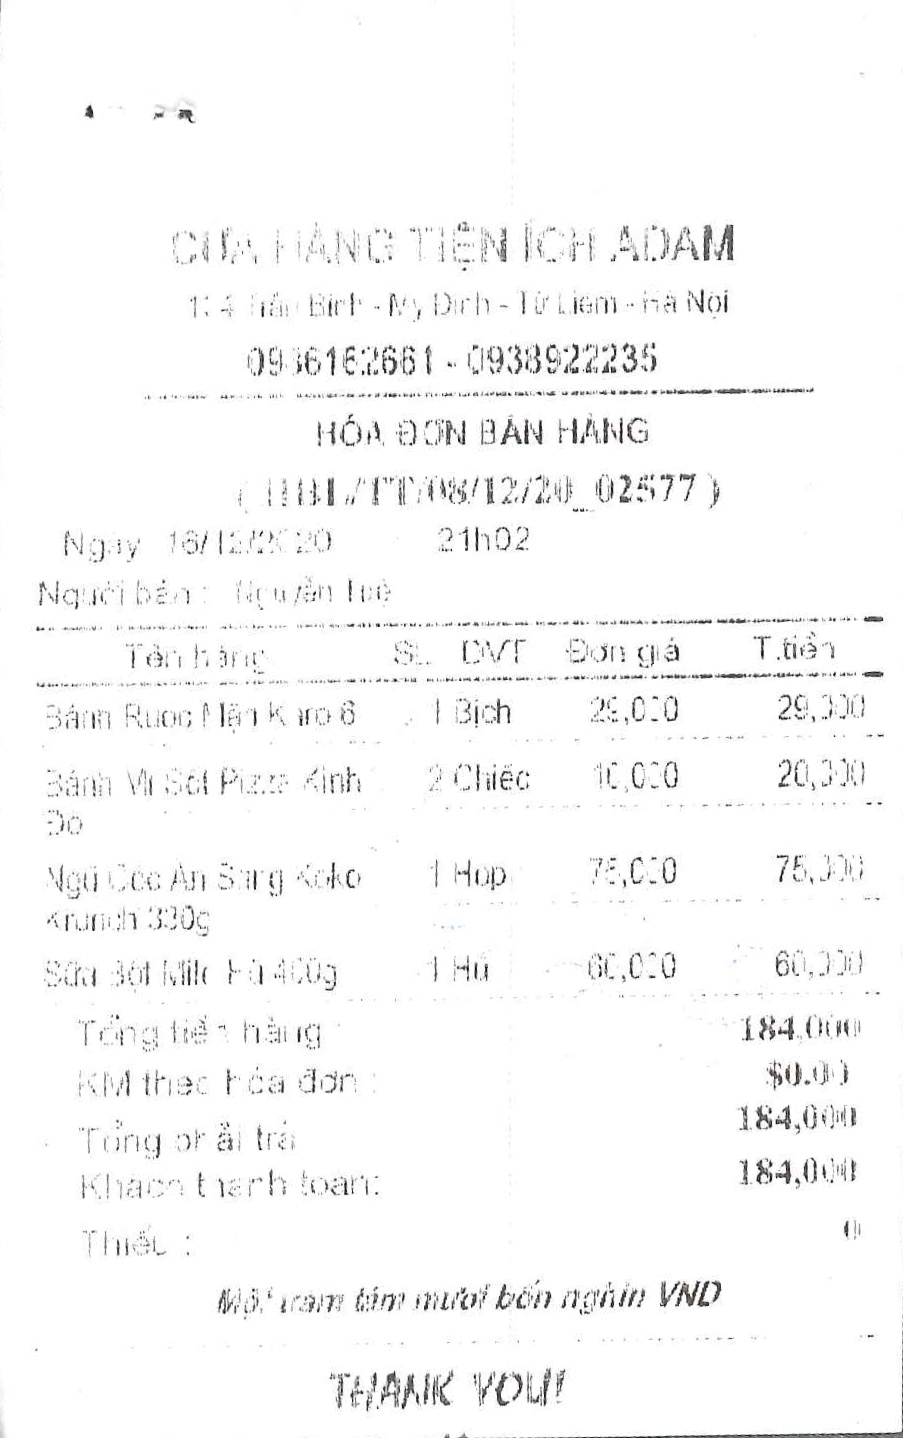 CỬA HÀNG TIỆN ÍCH ADAM
134 Trần Bình - Mỹ Đình - Từ Liêm - Hà Nội
0936162661 - 0938922235
HÓA ĐƠN BÁN HÀNG
( HBL/TT/08/12/20_02577 )
Ngày 16/12/2020 21h02
Người bán : Nguyễn Tuệ
Tên hàng SL DVT Đơn giá T.tiền
Bánh Ruốc Mặn Karo 6 1 Bịch 29,000 29,000
Bánh Mì Sốt Pizza Kinh 2 Chiếc 10,000 20,000
Đô
Ngũ Cốc Ăn Sáng Koko 1 Hộp 75,000 75,000
Krunch 330g
Sữa Bột Milo Hũ 400g 1 Hũ 60,000 60,000
Tổng tiền hàng : 184,000
KM theo hóa đơn : $0.00
Tổng phải trả 184,000
Khách thanh toán: 184,000
Thiếu : 0
Một trăm tám mươi bốn nghìn VND
THANK YOU!